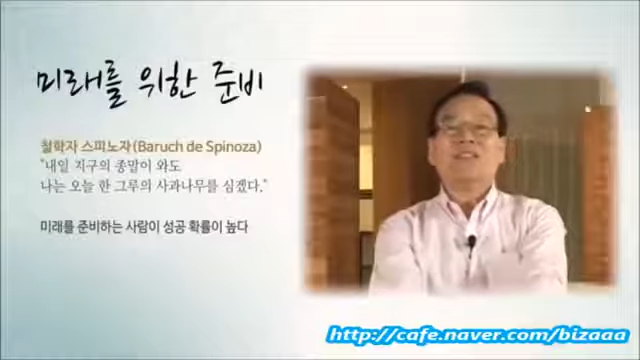 미래를 위한 준비
철학자 스피노자(Baruch de Spinoza)
"내일 지구의 종말이 와도
나는 오늘 한 그루의 사과나무를 심겠다."
미래를 준비하는 사람이 성공 확률이 높다
http://cafe.naver.com/bizaaa